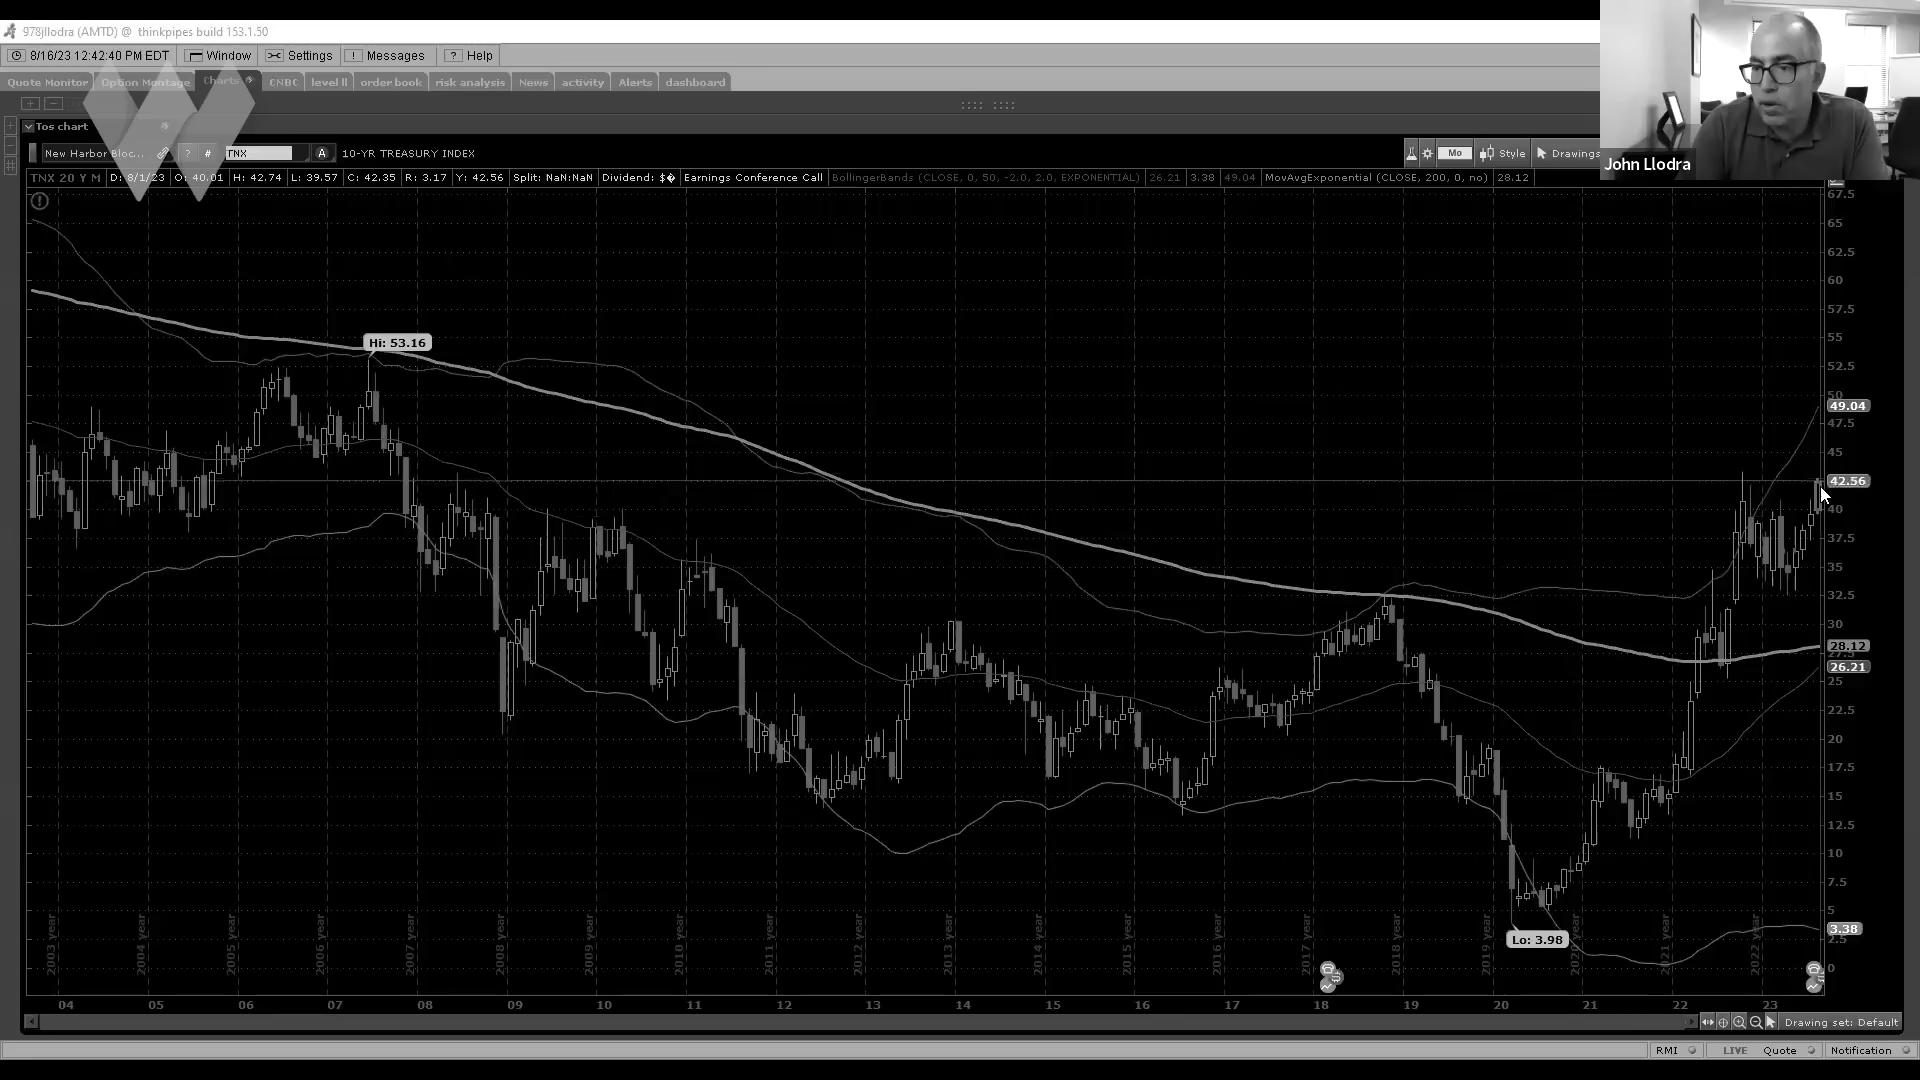 978jllodra (AMTD) @ thinkpipes build 153.1.50
8/16/23 12:42:40 PM EDT Window Settings ! Messages ? Help
Quote Monitor Option Montage Charts CNBC level II order book risk analysis News activity Alerts dashboard
Tos chart
New Harbor Bloc... ? # TNX A 10-YR TREASURY INDEX Mo Style Drawings
John Llodra
TNX 20 Y M D: 8/1/23 O: 40.01 H: 42.74 L: 39.57 C: 42.35 R: 3.17 Y: 42.56 Split: NaN:NaN Dividend: $� Earnings Conference Call BollingerBands (CLOSE, 0, 50, -2.0, 2.0, EXPONENTIAL) 26.21 3.38 49.04 MovAvgExponential (CLOSE, 200, 0, no) 28.12
67.5
65
62.5
60
57.5
55
Hi: 53.16
52.5
50
49.04
47.5
45
42.56
40
37.5
35
32.5
30
28.12
27.5
26.21
25
22.5
20
17.5
15
12.5
10
7.5
5
3.38
2.5
0
Lo: 3.98
2003 year 2004 year 2005 year 2006 year 2007 year 2008 year 2009 year 2010 year 2011 year 2012 year 2013 year 2014 year 2015 year 2016 year 2017 year 2018 year 2019 year 2020 year 2021 year 2022 year
04 05 06 07 08 09 10 11 12 13 14 15 16 17 18 19 20 21 22 23
Drawing set: Default
RMI LIVE Quote Notification